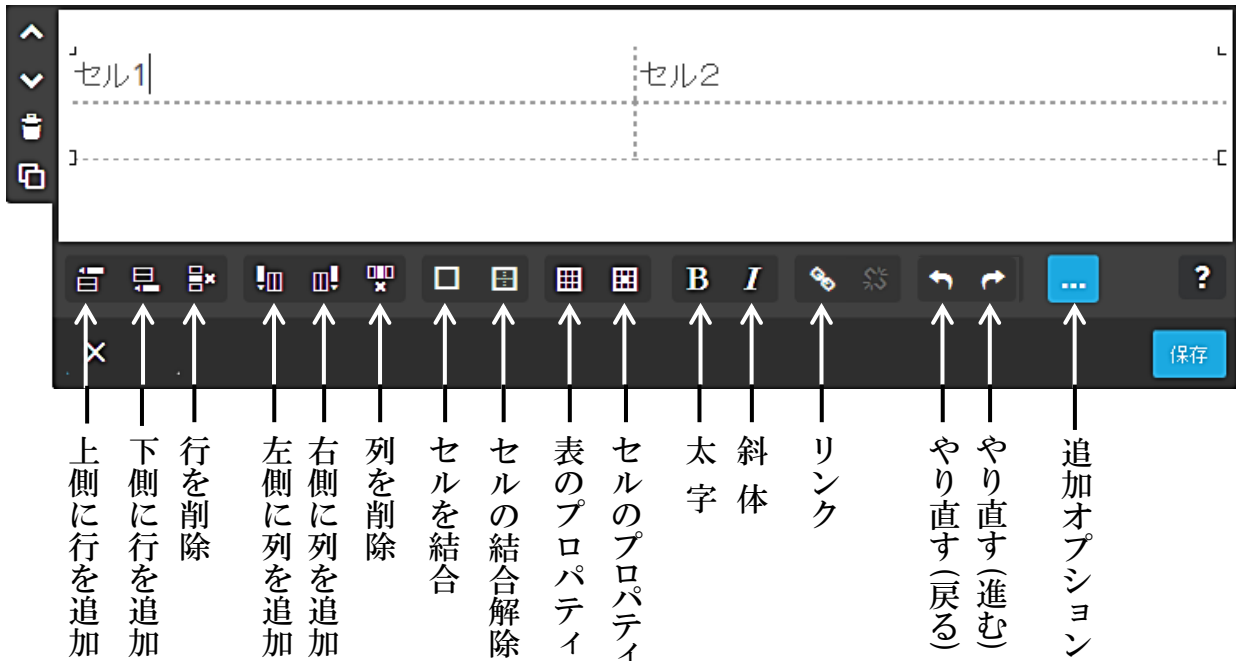 セル1
セル2
B
I
...
?
×
保存
上側に行を追加
下側に行を追加
行を削除
左側に列を追加
右側に列を追加
列を削除
セルを結合
セルの結合解除
表のプロパティ
セルのプロパティ
太字
斜体
リンク
やり直す(戻る)
やり直す(進む)
追加オプション